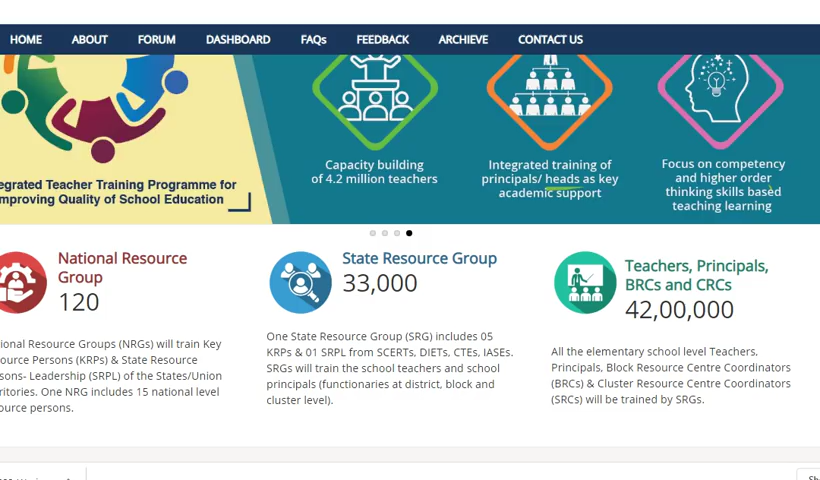 HOME ABOUT FORUM DASHBOARD FAQs FEEDBACK ARCHIEVE CONTACT US
Capacity building
of 4.2 million teachers
Integrated training of
principals/ heads as key
academic support
Focus on competency
and higher order
thinking skills based
teaching learning
egrated Teacher Training Programme for
mproving Quality of School Education
National Resource
Group
120
ional Resource Groups (NRGs) will train Key
ource Persons (KRPs) & State Resource
sons- Leadership (SRPL) of the States/Union
ritories. One NRG includes 15 national level
ource persons.
State Resource Group
33,000
One State Resource Group (SRG) includes 05
KRPs & 01 SRPL from SCERTs, DIETs, CTEs, IASEs.
SRGs will train the school teachers and school
principals (functionaries at district, block and
cluster level).
Teachers, Principals,
BRCs and CRCs
42,00,000
All the elementary school level Teachers,
Principals, Block Resource Centre Coordinators
(BRCs) & Cluster Resource Centre Coordinators
(SRCs) will be trained by SRGs.